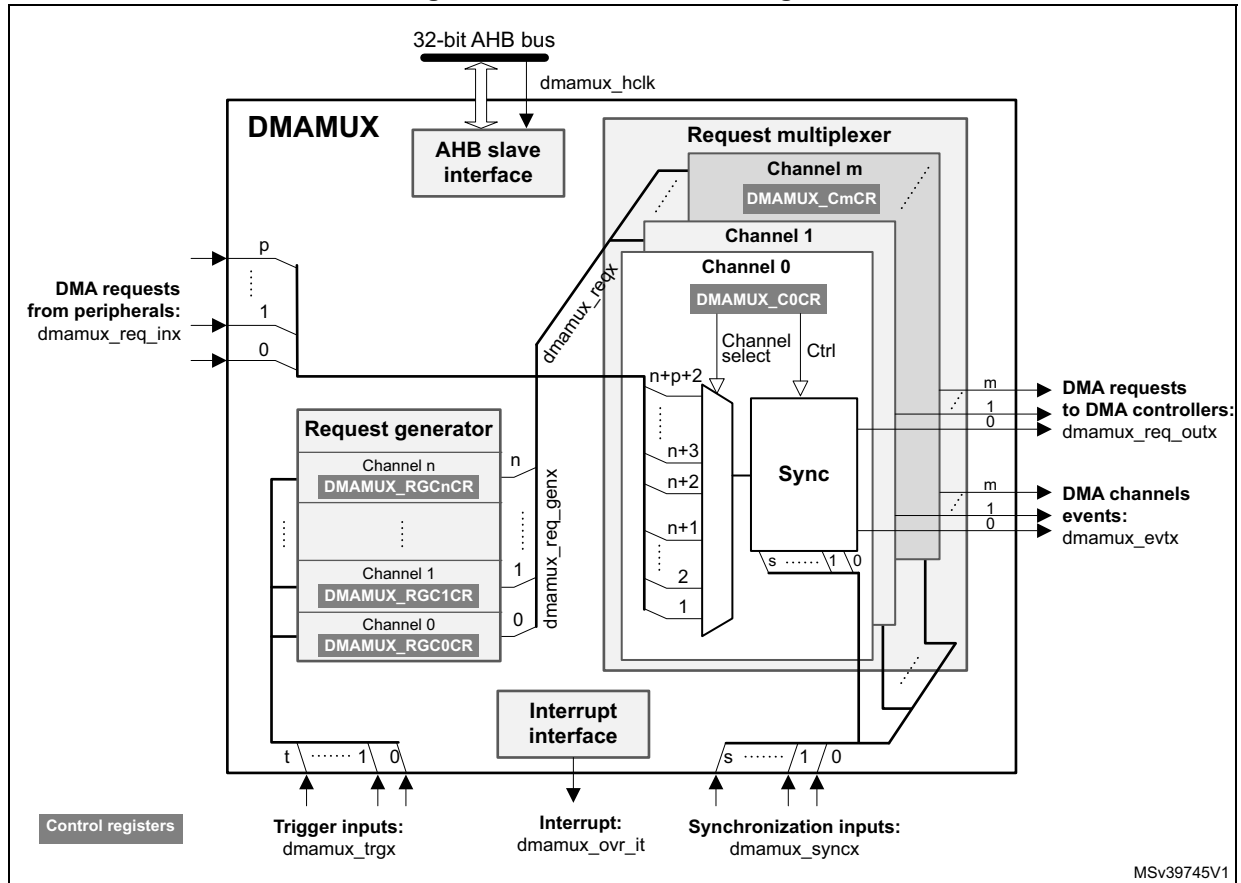 32-bit AHB bus
dmamux_hclk
DMAMUX
AHB slave
interface
Request multiplexer
Channel m
DMAMUX_CmCR
Channel 1
Channel 0
DMAMUX_C0CR
Channel
select
Ctrl
p
DMA requests
from peripherals:
dmamux_req_inx
1
0
dmamux_reqx
n+p+2
n+3
n+2
n+1
2
1
Sync
s ....... 1 0
m
1
0
DMA requests
to DMA controllers:
dmamux_req_outx
m
1
0
DMA channels
events:
dmamux_evtx
Request generator
Channel n
DMAMUX_RGCnCR
Channel 1
DMAMUX_RGC1CR
Channel 0
DMAMUX_RGC0CR
n
1
0
dmamux_req_genx
Interrupt
interface
t ....... 1 0
s ....... 1 0
Control registers
Trigger inputs:
dmamux_trgx
Interrupt:
dmamux_ovr_it
Synchronization inputs:
dmamux_syncx
MSv39745V1